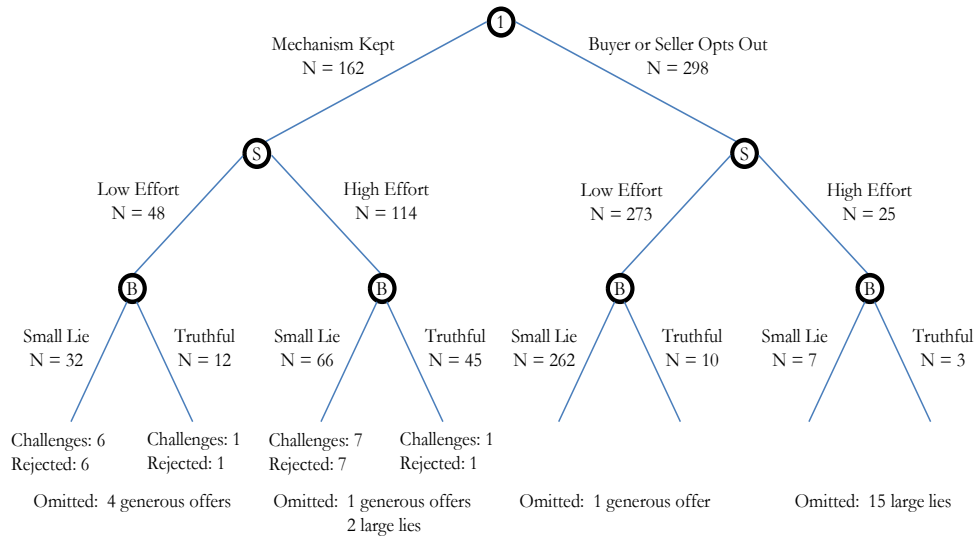 1
Mechanism Kept
N = 162
Buyer or Seller Opts Out
N = 298
S
S
Low Effort
N = 48
High Effort
N = 114
Low Effort
N = 273
High Effort
N = 25
B
B
B
B
Small Lie
N = 32
Truthful
N = 12
Small Lie
N = 66
Truthful
N = 45
Small Lie
N = 262
Truthful
N = 10
Small Lie
N = 7
Truthful
N = 3
Challenges: 6
Rejected: 6
Challenges: 1
Rejected: 1
Challenges: 7
Rejected: 7
Challenges: 1
Rejected: 1
Omitted: 4 generous offers
Omitted: 1 generous offers
2 large lies
Omitted: 1 generous offer
Omitted: 15 large lies